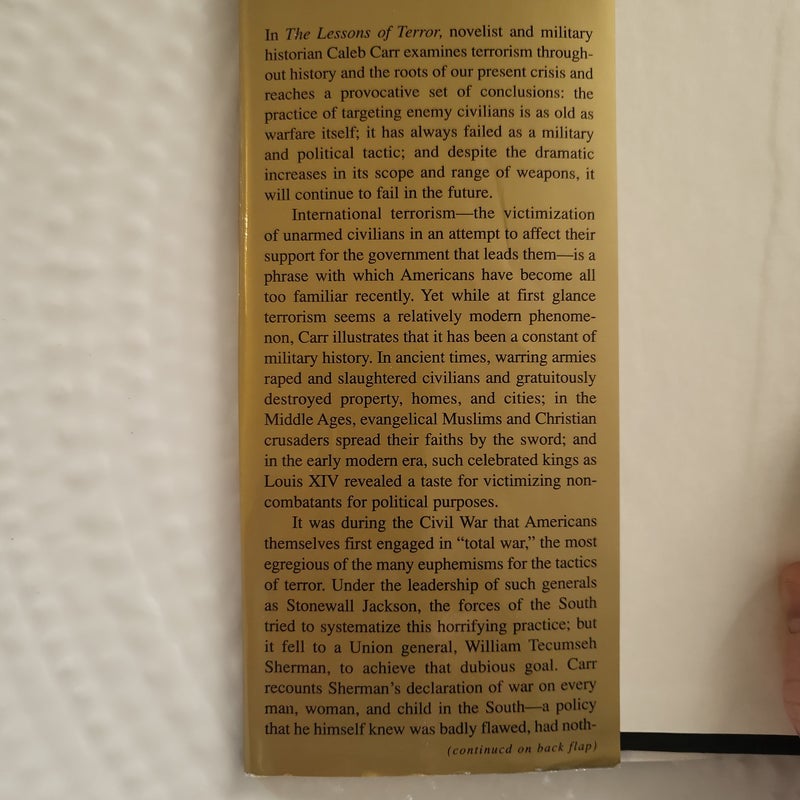 In The Lessons of Terror, novelist and military
historian Caleb Carr examines terrorism through-
out history and the roots of our present crisis and
reaches a provocative set of conclusions: the
practice of targeting enemy civilians is as old as
warfare itself; it has always failed as a military
and political tactic; and despite the dramatic
increases in its scope and range of weapons, it
will continue to fail in the future.
International terrorism—the victimization
of unarmed civilians in an attempt to affect their
support for the government that leads them—is a
phrase with which Americans have become all
too familiar recently. Yet while at first glance
terrorism seems a relatively modern phenome-
non, Carr illustrates that it has been a constant of
military history. In ancient times, warring armies
raped and slaughtered civilians and gratuitously
destroyed property, homes, and cities; in the
Middle Ages, evangelical Muslims and Christian
crusaders spread their faiths by the sword; and
in the early modern era, such celebrated kings as
Louis XIV revealed a taste for victimizing non-
combatants for political purposes.
It was during the Civil War that Americans
themselves first engaged in “total war,” the most
egregious of the many euphemisms for the tactics
of terror. Under the leadership of such generals
as Stonewall Jackson, the forces of the South
tried to systematize this horrifying practice; but
it fell to a Union general, William Tecumseh
Sherman, to achieve that dubious goal. Carr
recounts Sherman’s declaration of war on every
man, woman, and child in the South—a policy
that he himself knew was badly flawed, had noth-
(continued on back flap)